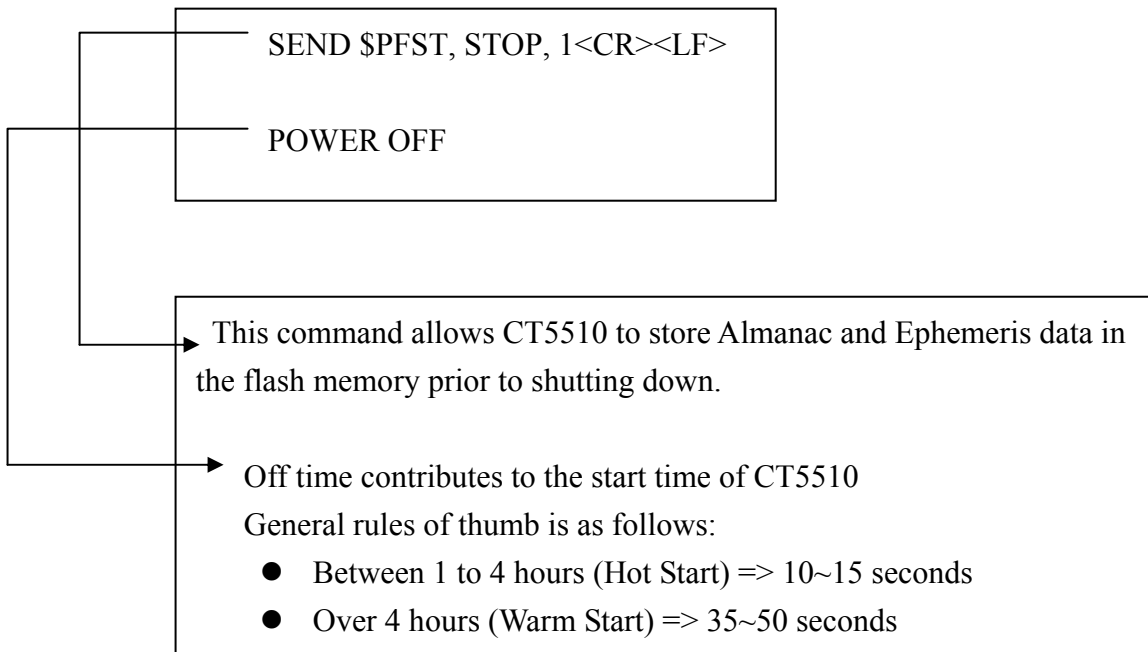 SEND $PFST, STOP, 1<CR><LF>
POWER OFF
This command allows CT5510 to store Almanac and Ephemeris data in
the flash memory prior to shutting down.
Off time contributes to the start time of CT5510
General rules of thumb is as follows:
● Between 1 to 4 hours (Hot Start) => 10~15 seconds
● Over 4 hours (Warm Start) => 35~50 seconds